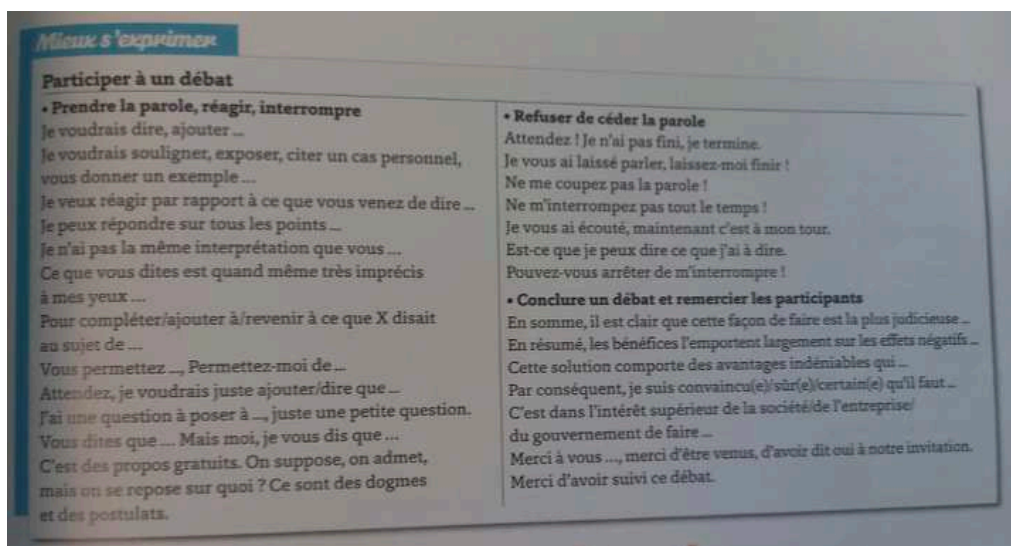 Mieux s'exprimer
Participer à un débat
• Prendre la parole, réagir, interrompre
Je voudrais dire, ajouter ...
Je voudrais souligner, exposer, citer un cas personnel,
vous donner un exemple ...
Je veux réagir par rapport à ce que vous venez de dire ...
Je peux répondre sur tous les points ...
Je n'ai pas la même interprétation que vous ...
Ce que vous dites est quand même très imprécis
à mes yeux ...
Pour compléter/ajouter à/revenir à ce que X disait
au sujet de ...
Vous permettez ..., Permettez-moi de ...
Attendez, je voudrais juste ajouter/dire que ...
J'ai une question à poser à ..., juste une petite question.
Vous dites que .... Mais moi, je vous dis que ...
C'est des propos gratuits. On suppose, on admet,
mais on se repose sur quoi ? Ce sont des dogmes
et des postulats.
• Refuser de céder la parole
Attendez ! Je n'ai pas fini, je termine.
Je vous ai laissé parler, laissez-moi finir !
Ne me coupez pas la parole !
Ne m'interrompez pas tout le temps !
Je vous ai écouté, maintenant c'est à mon tour.
Est-ce que je peux dire ce que j'ai à dire.
Pouvez-vous arrêter de m'interrompre !
• Conclure un débat et remercier les participants
En somme, il est clair que cette façon de faire est la plus judicieuse ...
En résumé, les bénéfices l'emportent largement sur les effets négatifs ...
Cette solution comporte des avantages indéniables qui ...
Par conséquent, je suis convaincu(e)/sûr(e)/certain(e) qu'il faut ...
C'est dans l'intérêt supérieur de la société/de l'entreprise/
du gouvernement de faire ...
Merci à vous ..., merci d'être venus, d'avoir dit oui à notre invitation.
Merci d'avoir suivi ce débat.